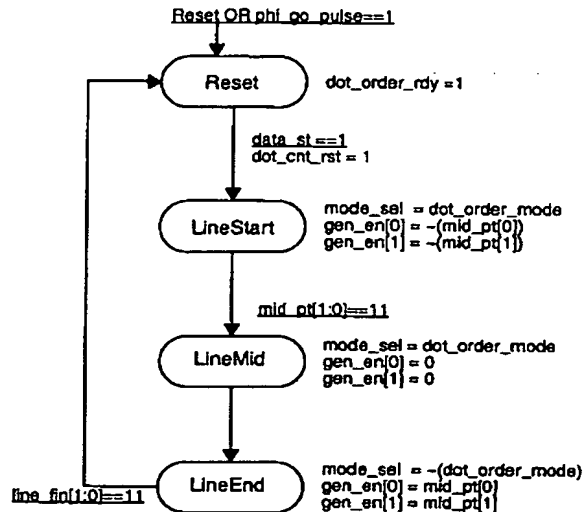 Reset OR phi_go_pulse==1
Reset
dot_order_rdy = 1
data_st==1
dot_cnt_rst = 1
LineStart
mode_sel = dot_order_mode
gen_en[0] = ~(mid_pt[0])
gen_en[1] = ~(mid_pt[1])
mid_pt[1:0]==11
LineMid
mode_sel = dot_order_mode
gen_en[0] = 0
gen_en[1] = 0
LineEnd
mode_sel = ~(dot_order_mode)
gen_en[0] = mid_pt[0]
gen_en[1] = mid_pt[1]
line_fin[1:0]==11